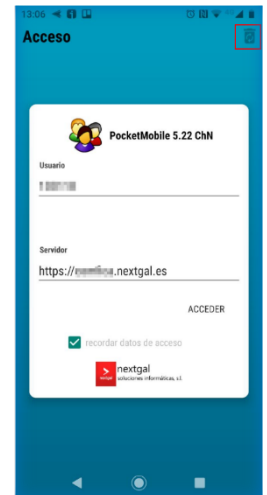 13:06
Acceso
PocketMobile 5.22 ChN
Usuario
Servidor
https:// .nextgal.es
ACCEDER
recordar datos de acceso
nextgal
soluciones informáticas, s.l.